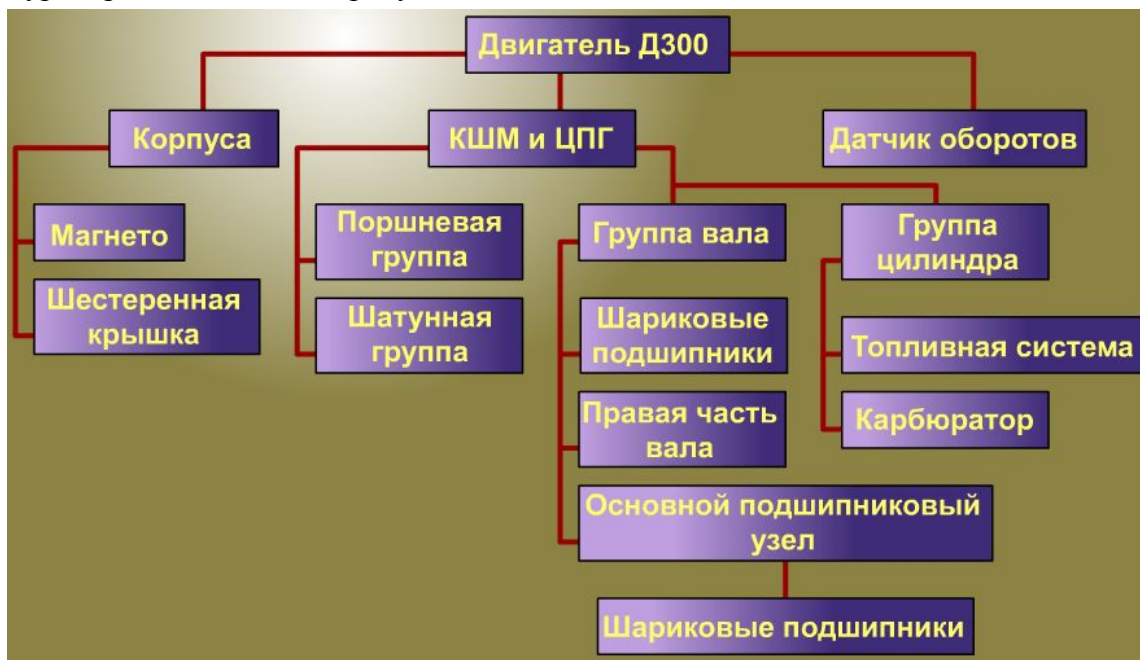 Двигатель Д300
Корпуса
КШМ и ЦПГ
Датчик оборотов
Магнето
Шестеренная
крышка
Поршневая
группа
Шатунная
группа
Группа вала
Шариковые
подшипники
Правая часть
вала
Основной подшипниковый
узел
Шариковые подшипники
Группа
цилиндра
Топливная система
Карбюратор